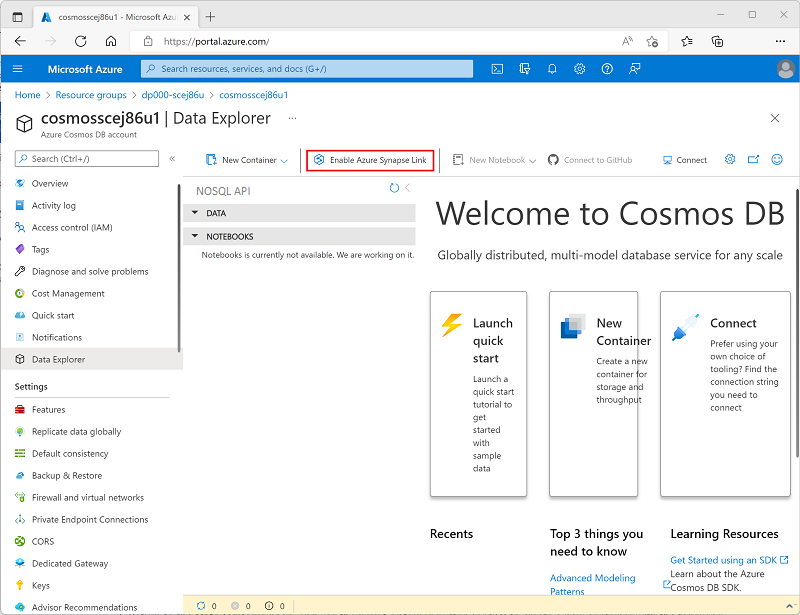 cosmosscej86u1 - Microsoft Azu
https://portal.azure.com/
Microsoft Azure
Search resources, services, and docs (G+/)
Home > Resource groups > dp000-scej86u > cosmosscej86u1
cosmosscej86u1 | Data Explorer ...
Azure Cosmos DB account
Search (Ctrl+/)
«
Overview
Activity log
Access control (IAM)
Tags
Diagnose and solve problems
Cost Management
Quick start
Notifications
Data Explorer
Settings
Features
Replicate data globally
Default consistency
Backup & Restore
Firewall and virtual networks
Private Endpoint Connections
CORS
Dedicated Gateway
Keys
Advisor Recommendations
New Container
Enable Azure Synapse Link
New Notebook
Connect to GitHub
Connect
NOSQL API
DATA
NOTEBOOKS
Notebooks is currently not available. We are working on it.
Welcome to Cosmos DB
Globally distributed, multi-model database service for any scale
Launch
quick
start
Launch a
quick start
tutorial to
get
started
with
sample
data
New
Container
Create a new
container for
storage and
throughput
Connect
Prefer using your
own choice of
tooling? Find the
connection string
you need to
connect
Recents
Top 3 things you
need to know
Advanced Modeling
Patterns
Learning Resources
Get Started using an SDK
Learn about the Azure
Cosmos DB SDK.
0
0
0